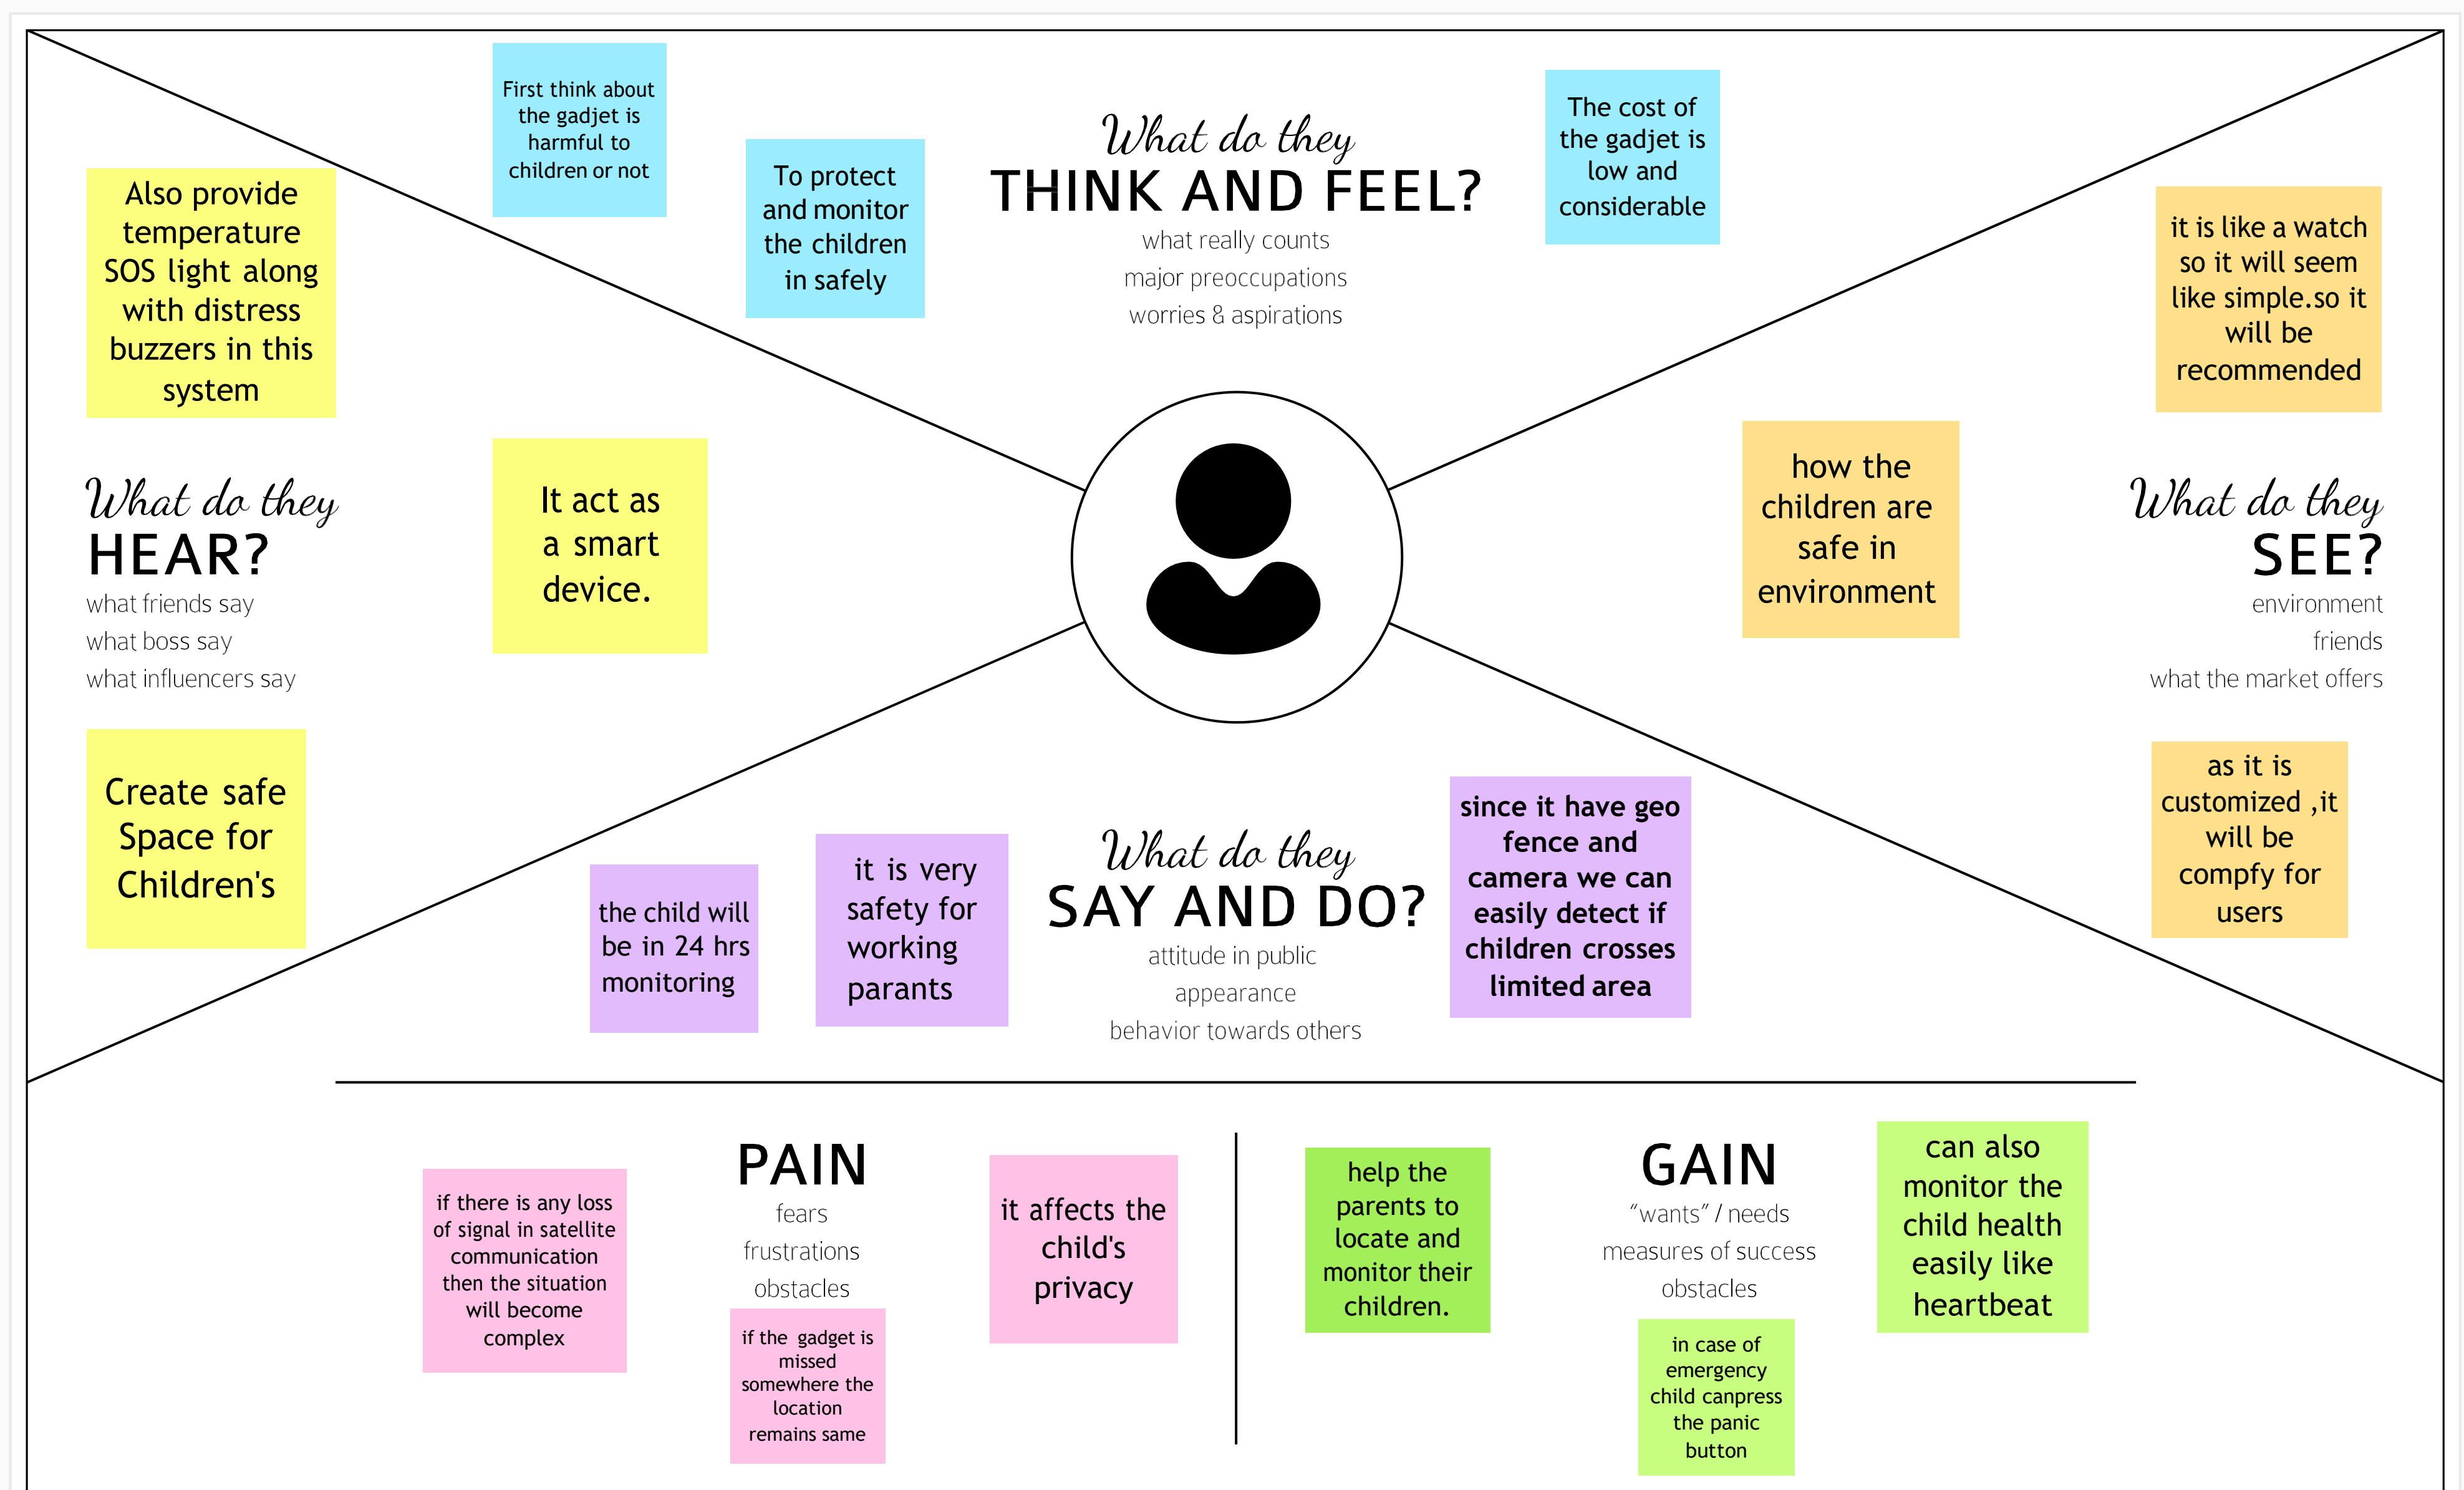 First think about
the gadjet is
harmful to
children or not
To protect
and monitor
the children
in safely
What do they
THINK AND FEEL?
what really counts
major preoccupations
worries & aspirations
The cost of
the gadjet is
low and
considerable
Also provide
temperature
SOS light along
with distress
buzzers in this
system
What do they
HEAR?
what friends say
what boss say
what influencers say
It act as
a smart
device.
Create safe
Space for
Children's
it is like a watch
so it will seem
like simple.so it
will be
recommended
how the
children are
safe in
environment
What do they
SEE?
environment
friends
what the market offers
as it is
customized ,it
will be
compfy for
users
the child will
be in 24 hrs
monitoring
it is very
safety for
working
parants
What do they
SAY AND DO?
attitude in public
appearance
behavior towards others
since it have geo
fence and
camera we can
easily detect if
children crosses
limited area
if there is any loss
of signal in satellite
communication
then the situation
will become
complex
PAIN
fears
frustrations
obstacles
if the gadget is
missed
somewhere the
location
remains same
it affects the
child's
privacy
help the
parents to
locate and
monitor their
children.
GAIN
“wants” / needs
measures of success
obstacles
in case of
emergency
child canpress
the panic
button
can also
monitor the
child health
easily like
heartbeat